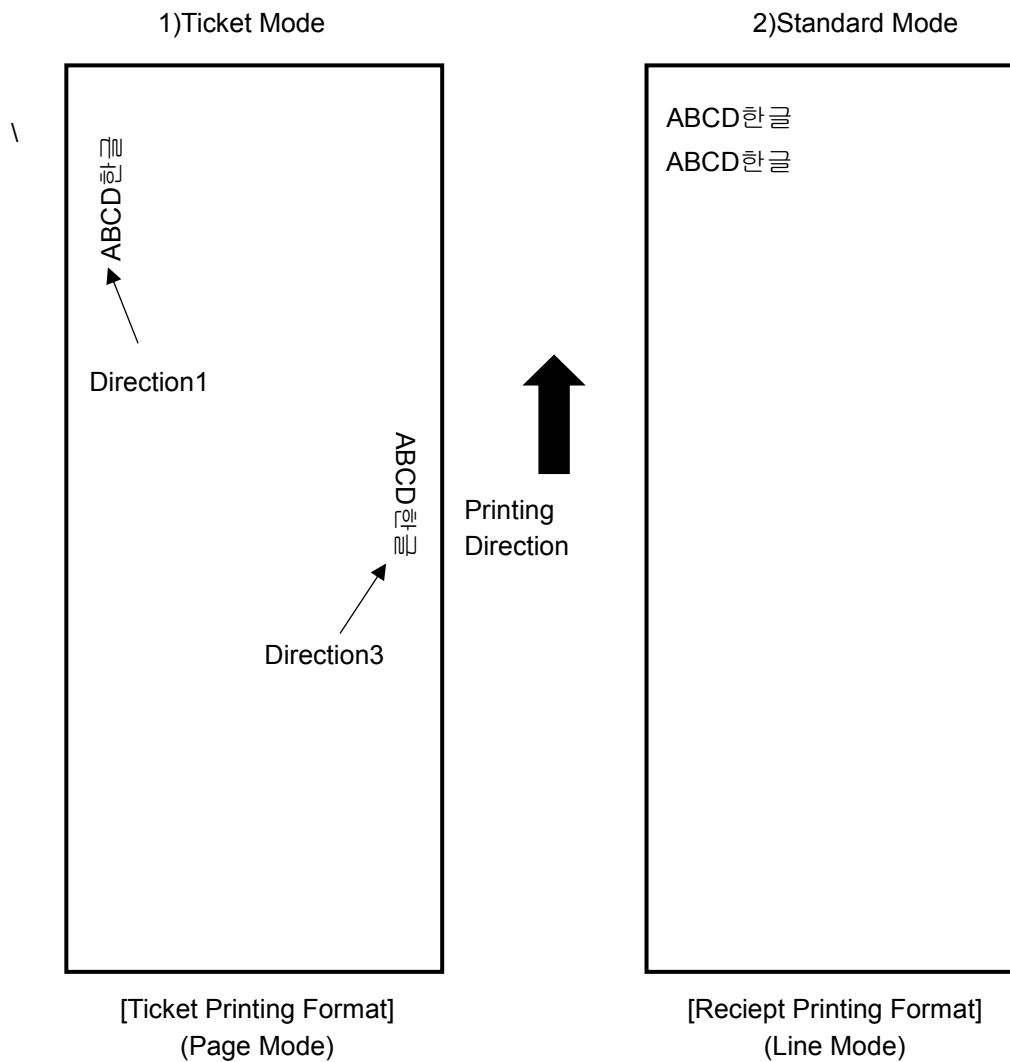 1)Ticket Mode
2)Standard Mode
\
ABCD한글
Direction1
ABCD한글
Direction3
Printing
Direction
ABCD한글
ABCD한글
[Ticket Printing Format]
(Page Mode)
[Reciept Printing Format]
(Line Mode)